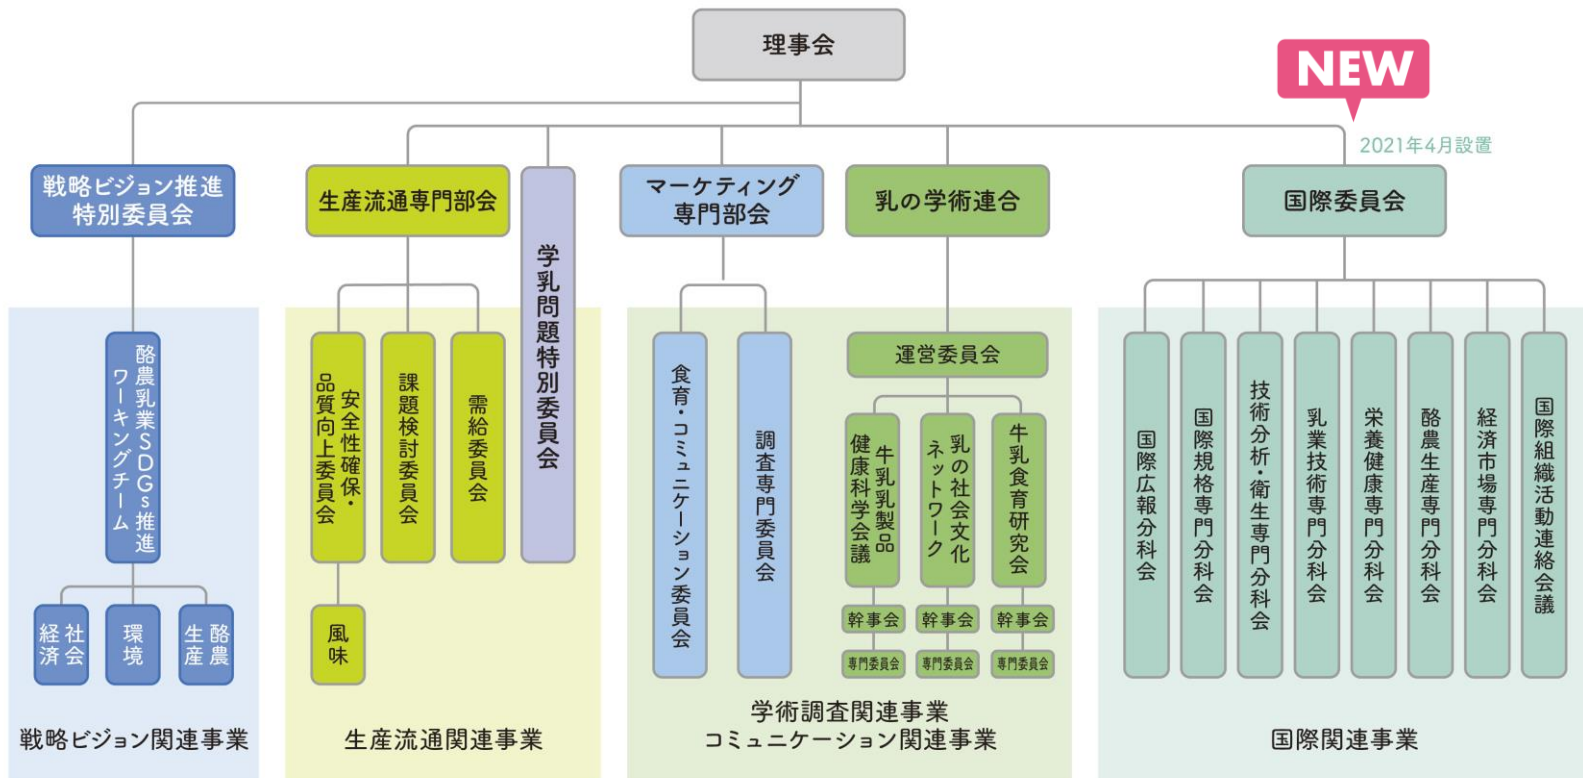 理事会
NEW
2021年4月設置
戦略ビジョン推進
特別委員会
生産流通専門部会
学乳問題特別委員会
マーケティング
専門部会
乳の学術連合
国際委員会
酪農乳業SDGs推進
ワーキングチーム
社会
経済
環境
酪農
生産
戦略ビジョン関連事業
安全性確保・
品質向上委員会
課題検討委員会
需給委員会
風味
生産流通関連事業
食育・コミュニケーション委員会
調査専門委員会
運営委員会
牛乳乳製品
健康科学会議
乳の社会文化
ネットワーク
牛乳食育研究会
幹事会
幹事会
幹事会
専門委員会
専門委員会
専門委員会
学術調査関連事業
コミュニケーション関連事業
国際広報分科会
国際規格専門分科会
技術分析・衛生専門分科会
乳業技術専門分科会
栄養健康専門分科会
酪農生産専門分科会
経済市場専門分科会
国際組織活動連絡会議
国際関連事業